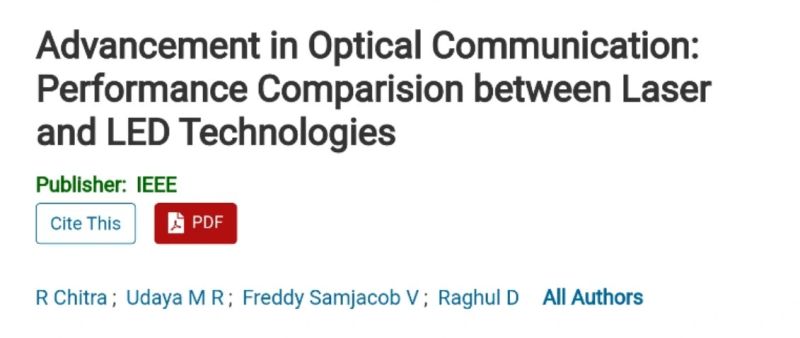 Advancement in Optical Communication:
Performance Comparision between Laser
and LED Technologies
Publisher: IEEE
Cite This PDF
R Chitra ; Udaya M R ; Freddy Samjacob V ; Raghul D All Authors